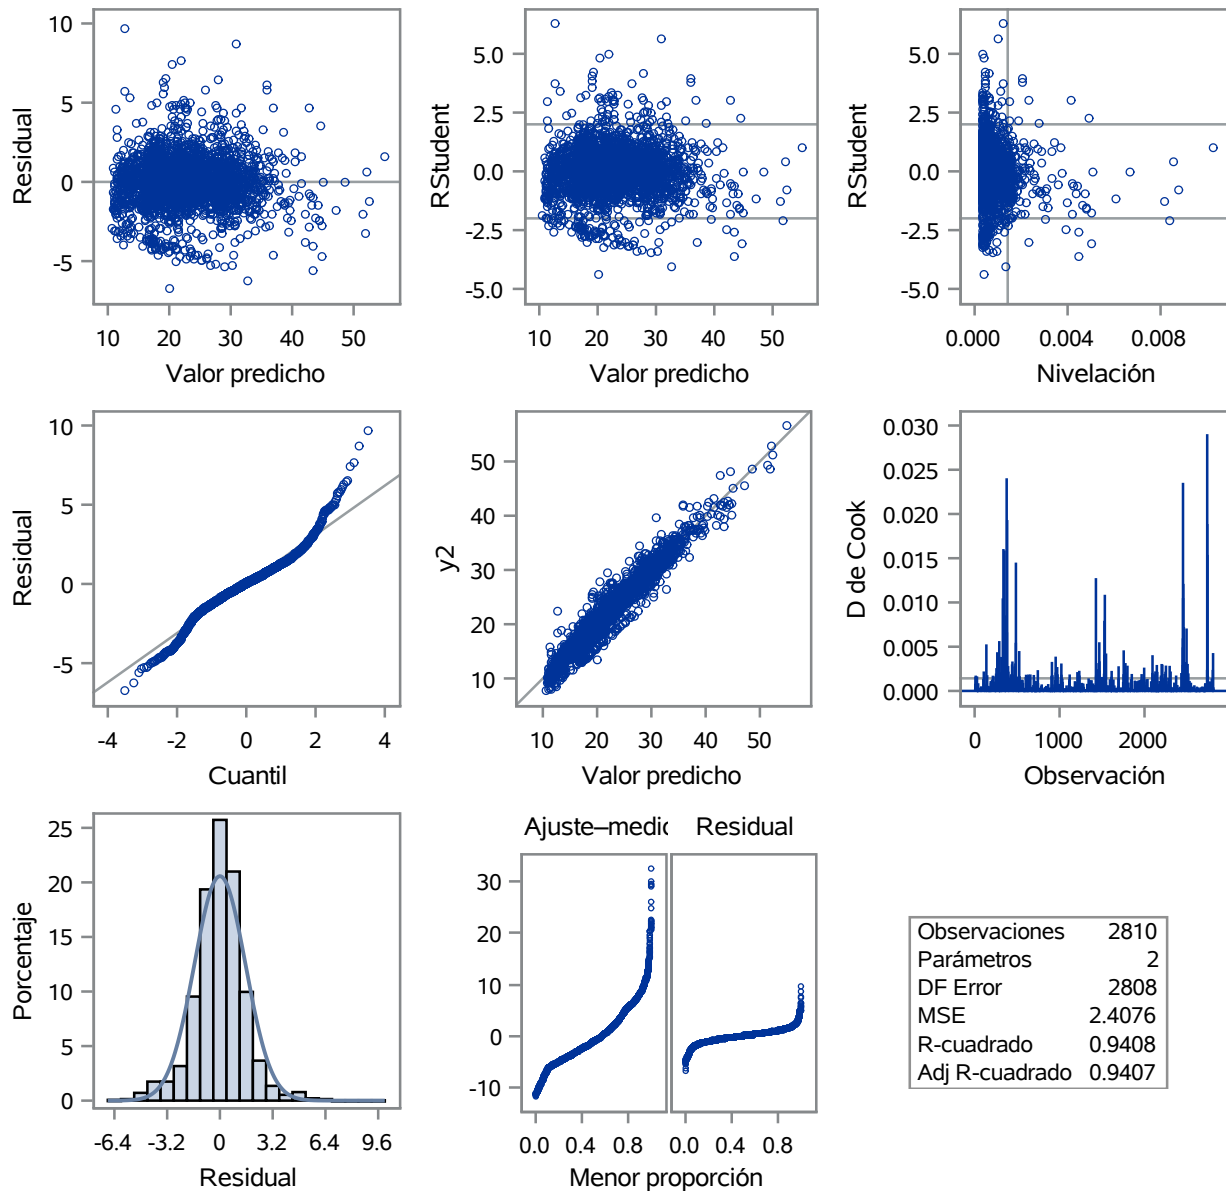 10
5
0
-5
Residual
10 20 30 40 50
Valor predicho
5.0
2.5
0.0
-2.5
-5.0
RStudent
10 20 30 40 50
Valor predicho
5.0
2.5
0.0
-2.5
-5.0
RStudent
0.000 0.004 0.008
Nivelación
10
5
0
-5
Residual
-4 -2 0 2 4
Cuantil
50
40
30
20
10
y2
10 20 30 40 50
Valor predicho
0.030
0.025
0.020
0.015
0.010
0.005
0.000
D de Cook
0 1000 2000
Observación
25
20
15
10
5
0
Porcentaje
-6.4 -3.2 0 3.2 6.4 9.6
Residual
Ajuste–medic Residual
30
20
10
0
-10
0.0 0.4 0.8 0.0 0.4 0.8
Menor proporción
Observaciones 2810
Parámetros 2
DF Error 2808
MSE 2.4076
R-cuadrado 0.9408
Adj R-cuadrado 0.9407